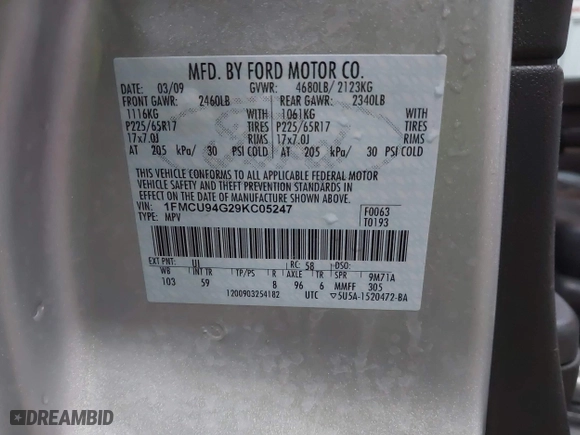 MFD. BY FORD MOTOR CO.
DATE: 03/09 GVWR: 4680LB/ 2123KG
FRONT GAWR: 2460LB REAR GAWR: 2340LB
1116KG WITH 1061KG WITH
P225/65R17 TIRES P225/65R17 TIRES
17x7.0J RIMS 17x7.0J RIMS
AT 205 kPa/ 30 PSI COLD AT 205 kPa/ 30 PSI COLD
THIS VEHICLE CONFORMS TO ALL APPLICABLE FEDERAL MOTOR
VEHICLE SAFETY AND THEFT PREVENTION STANDARDS IN
EFFECT ON THE DATE OF MANUFACTURE SHOWN ABOVE.
VIN: 1FMCU94G29KC05247 F0063
TYPE: MPV T0193
EXT PNT: UI RC: 58 DSO:
WB INT TR TP/PS R AXLE TR SPR 9M71A
103 59 8 96 6 MMFF 305
1200903254182 UTC ▽5U5A-1520472-BA
DREAMBID